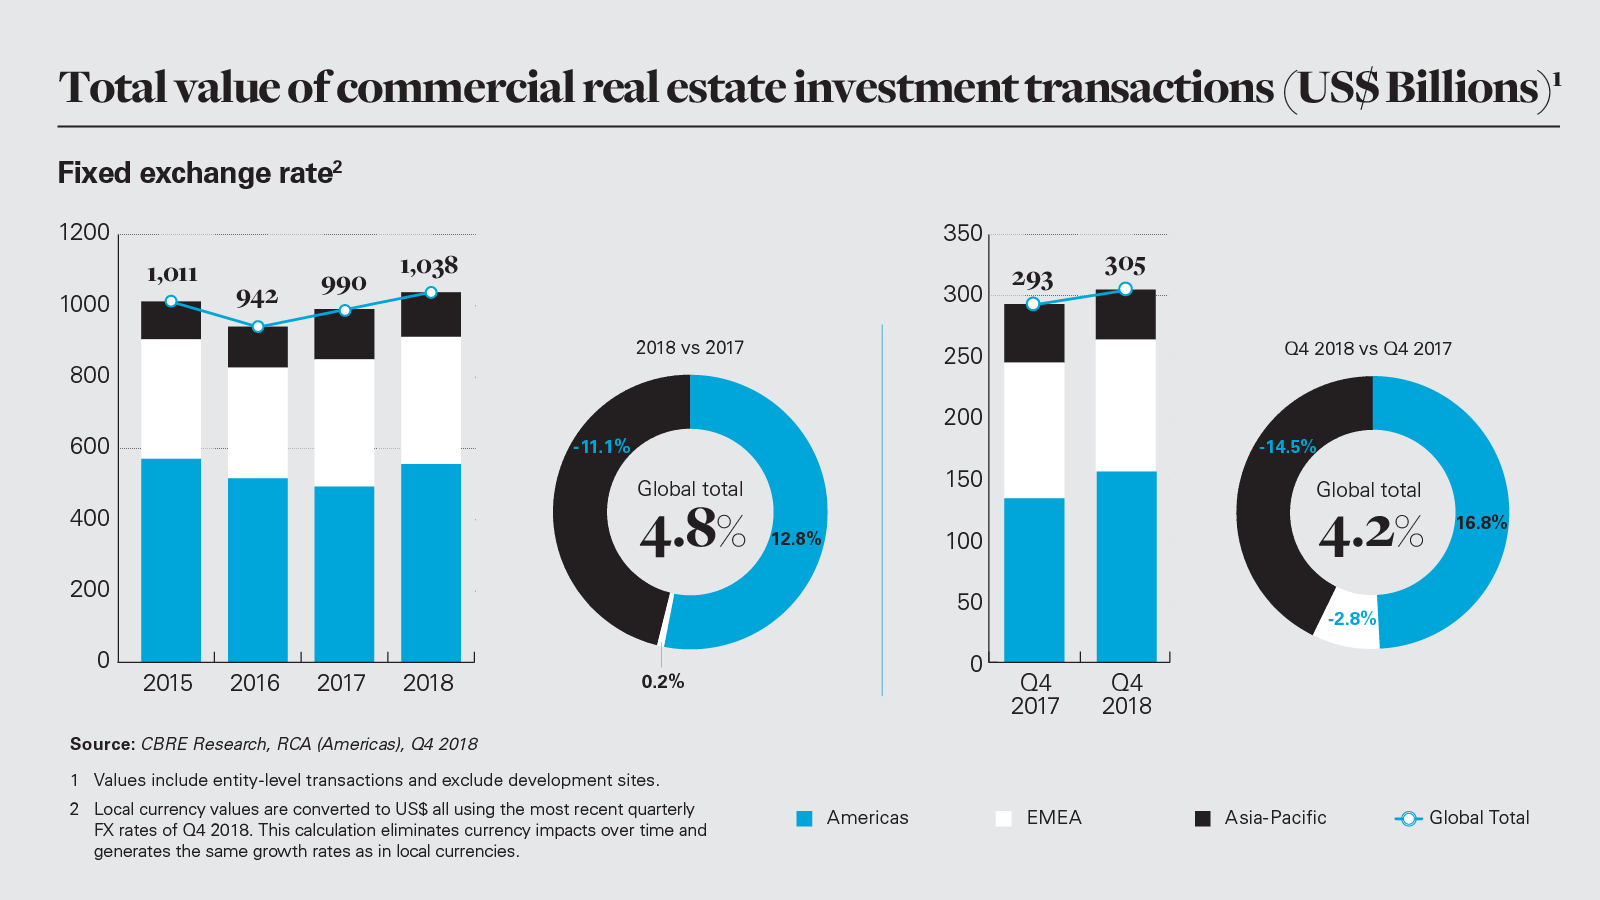 Total value of commercial real estate investment transactions (US$ Billions)¹
Fixed exchange rate²
1200
1000
800
600
400
200
0
1,011
942
990
1,038
2015
2016
2017
2018
2018 vs 2017
-11.1%
Global total
4.8%
12.8%
0.2%
350
300
250
200
150
100
50
0
293
305
Q4
2017
Q4
2018
Q4 2018 vs Q4 2017
-14.5%
Global total
4.2%
16.8%
-2.8%
Source: CBRE Research, RCA (Americas), Q4 2018
1 Values include entity-level transactions and exclude development sites.
2 Local currency values are converted to US$ all using the most recent quarterly
FX rates of Q4 2018. This calculation eliminates currency impacts over time and
generates the same growth rates as in local currencies.
Americas
EMEA
Asia-Pacific
Global Total